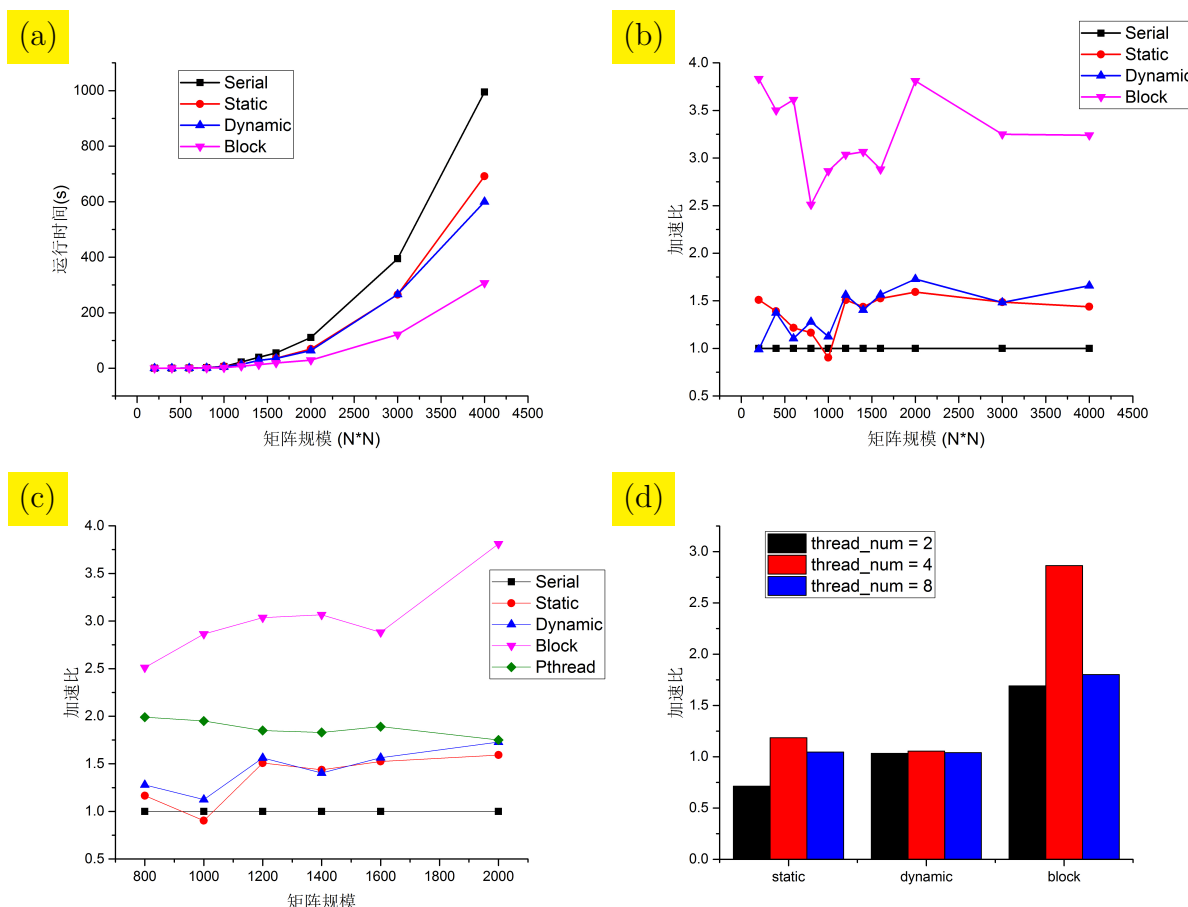 (a)
Serial
Static
Dynamic
Block
1000
800
600
400
200
0
运行时间(s)
0 500 1000 1500 2000 2500 3000 3500 4000 4500
矩阵规模 (N*N)
(b)
Serial
Static
Dynamic
Block
4.0
3.5
3.0
2.5
2.0
1.5
1.0
0.5
加速比
0 500 1000 1500 2000 2500 3000 3500 4000 4500
矩阵规模 (N*N)
(c)
Serial
Static
Dynamic
Block
Pthread
4.0
3.5
3.0
2.5
2.0
1.5
1.0
0.5
加速比
800 1000 1200 1400 1600 1800 2000
矩阵规模
(d)
thread_num = 2
thread_num = 4
thread_num = 8
3.0
2.5
2.0
1.5
1.0
0.5
0.0
加速比
static dynamic block